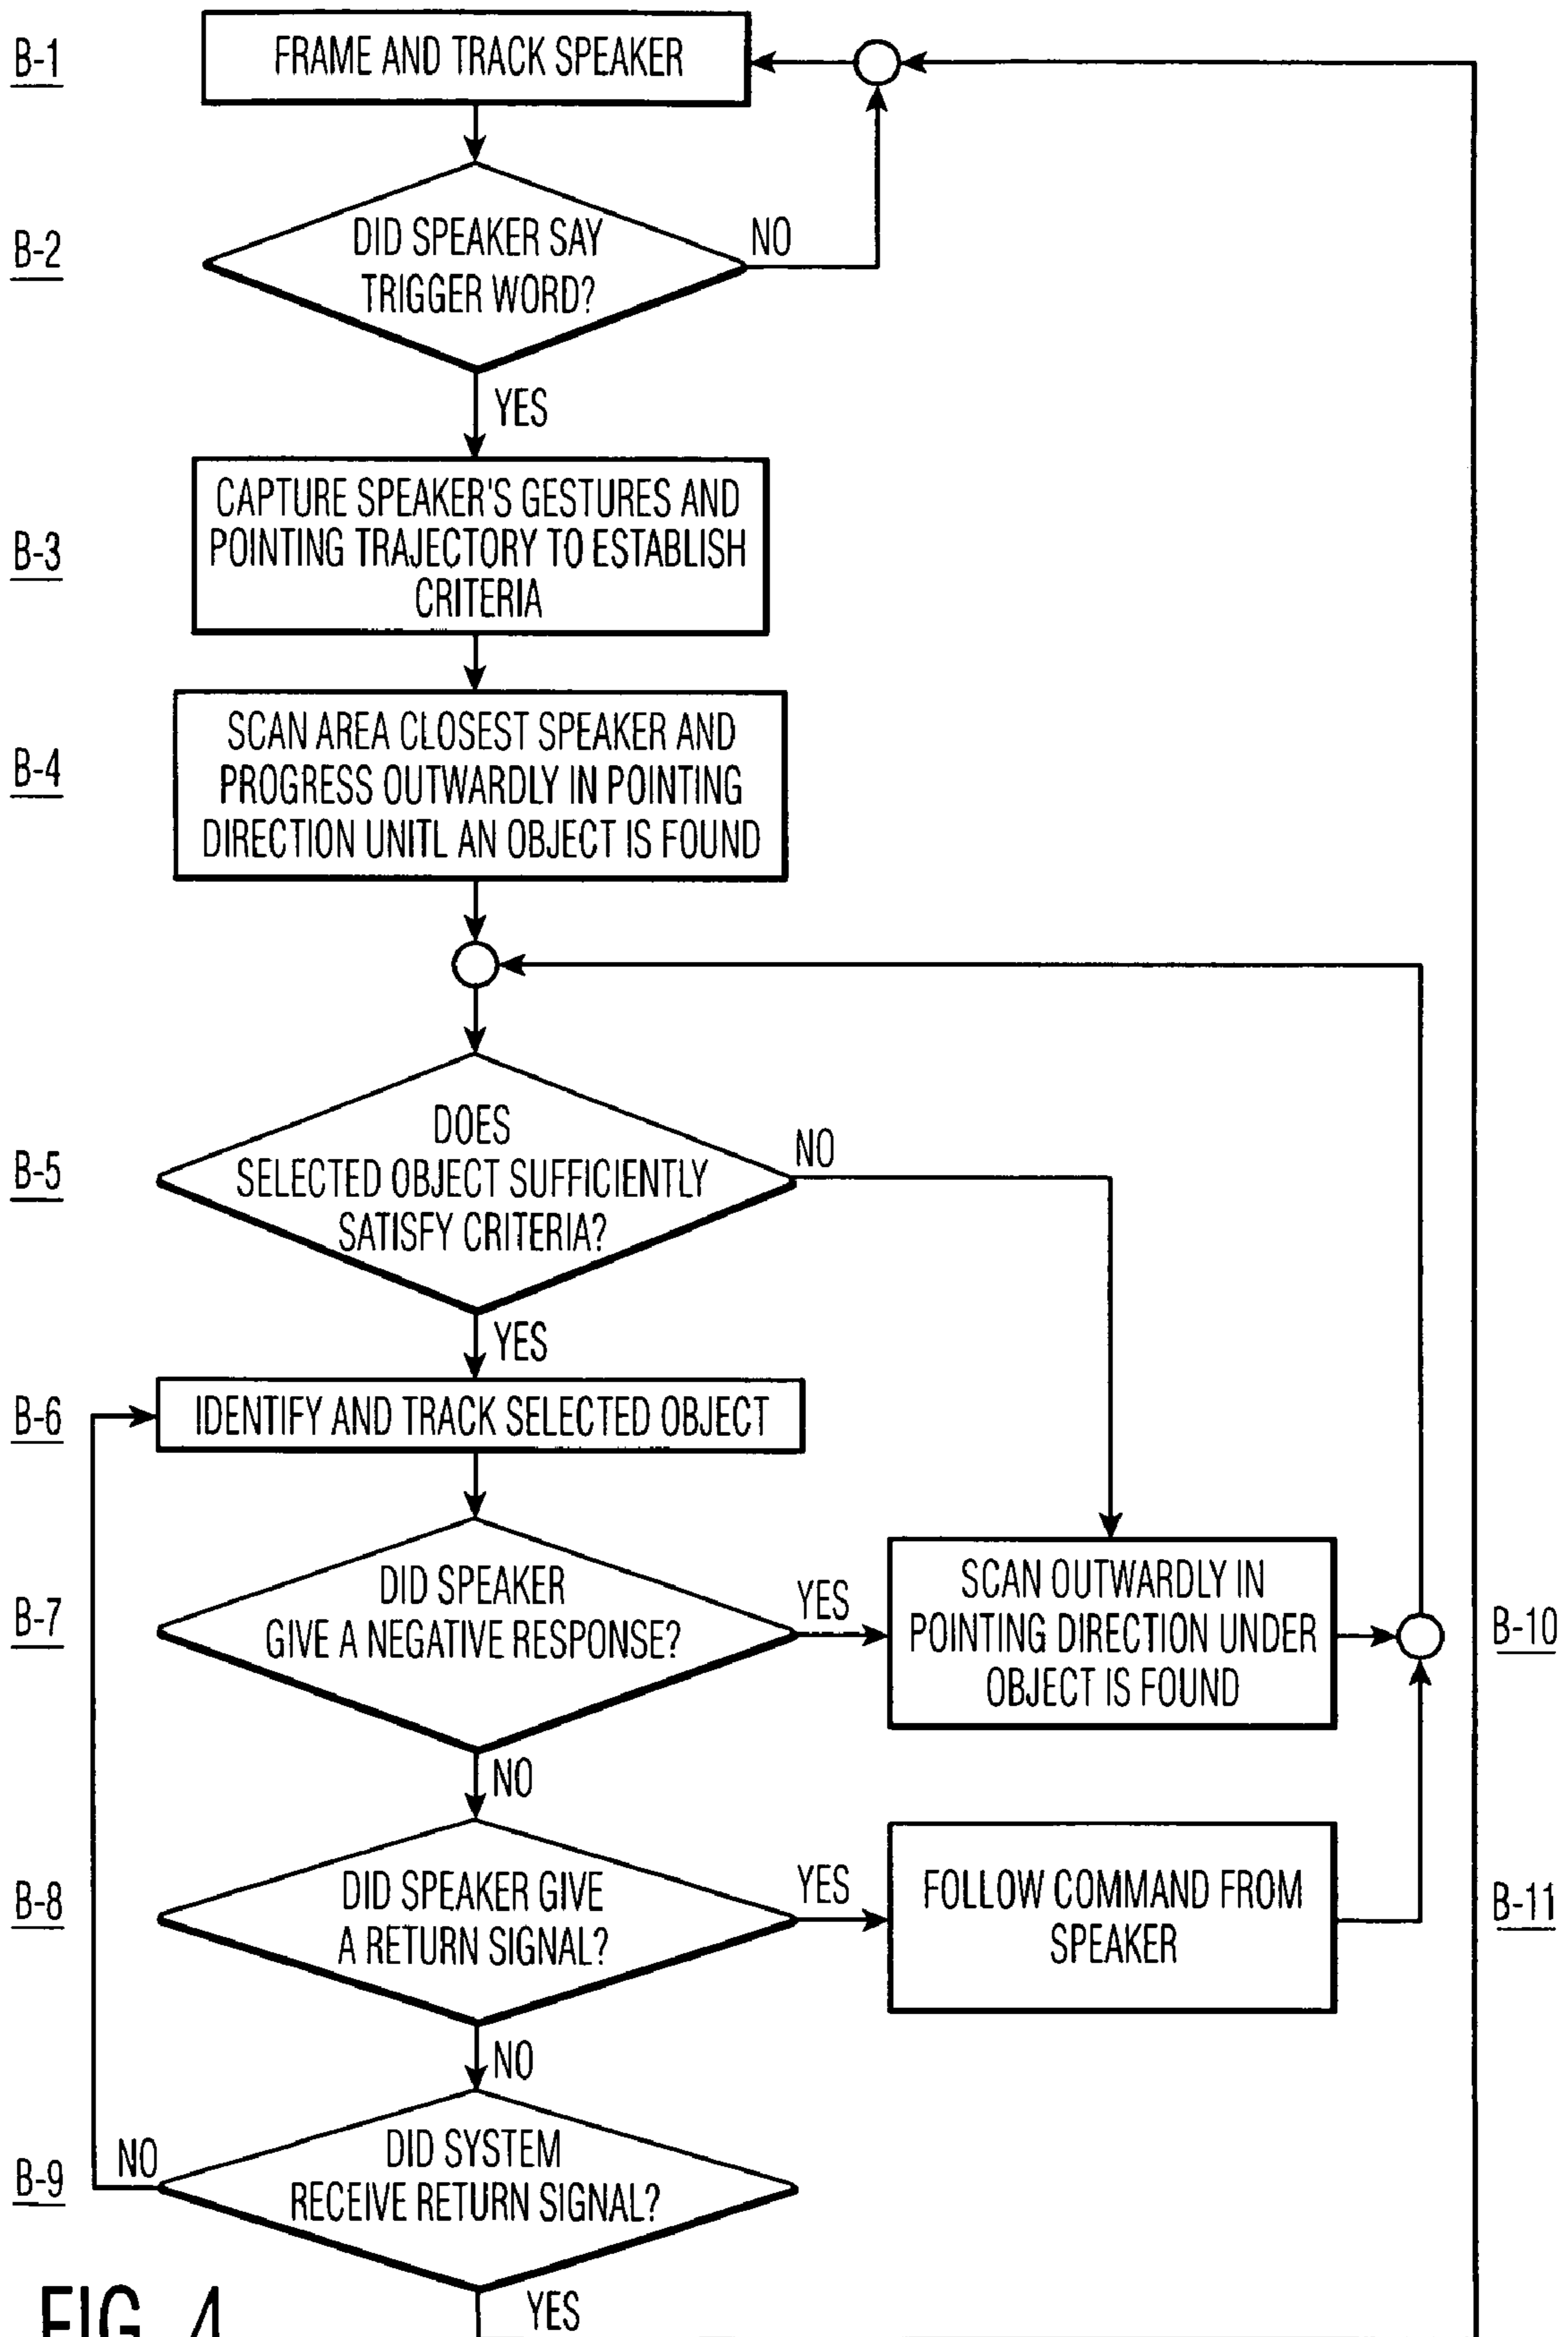 B-1
FRAME AND TRACK SPEAKER
B-2
DID SPEAKER SAY
TRIGGER WORD?
NO
YES
B-3
CAPTURE SPEAKER'S GESTURES AND
POINTING TRAJECTORY TO ESTABLISH
CRITERIA
B-4
SCAN AREA CLOSEST SPEAKER AND
PROGRESS OUTWARDLY IN POINTING
DIRECTION UNITL AN OBJECT IS FOUND
B-5
DOES
SELECTED OBJECT SUFFICIENTLY
SATISFY CRITERIA?
NO
YES
B-6
IDENTIFY AND TRACK SELECTED OBJECT
B-7
DID SPEAKER
GIVE A NEGATIVE RESPONSE?
YES
SCAN OUTWARDLY IN
POINTING DIRECTION UNDER
OBJECT IS FOUND
B-10
NO
B-8
DID SPEAKER GIVE
A RETURN SIGNAL?
YES
FOLLOW COMMAND FROM
SPEAKER
B-11
NO
B-9
NO
DID SYSTEM
RECEIVE RETURN SIGNAL?
YES
FIG. 4